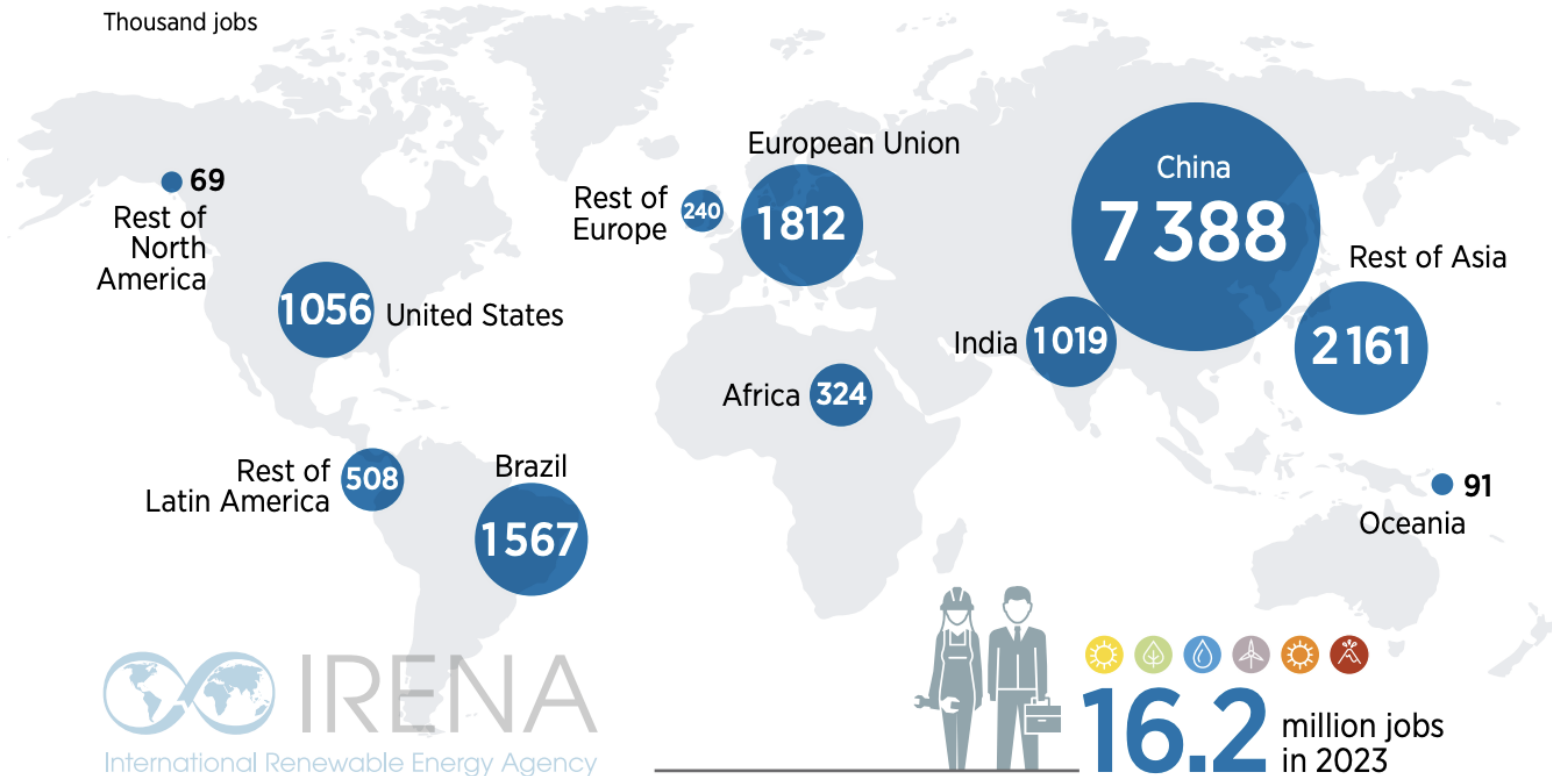 Thousand jobs
69
Rest of
North
America
1056
United States
Rest of
Latin America
508
Brazil
1567
European Union
Rest of
Europe
240
1812
Africa
324
China
7 388
India
1019
Rest of Asia
2 161
91
Oceania
IRENA
International Renewable Energy Agency
16.2
million jobs
in 2023